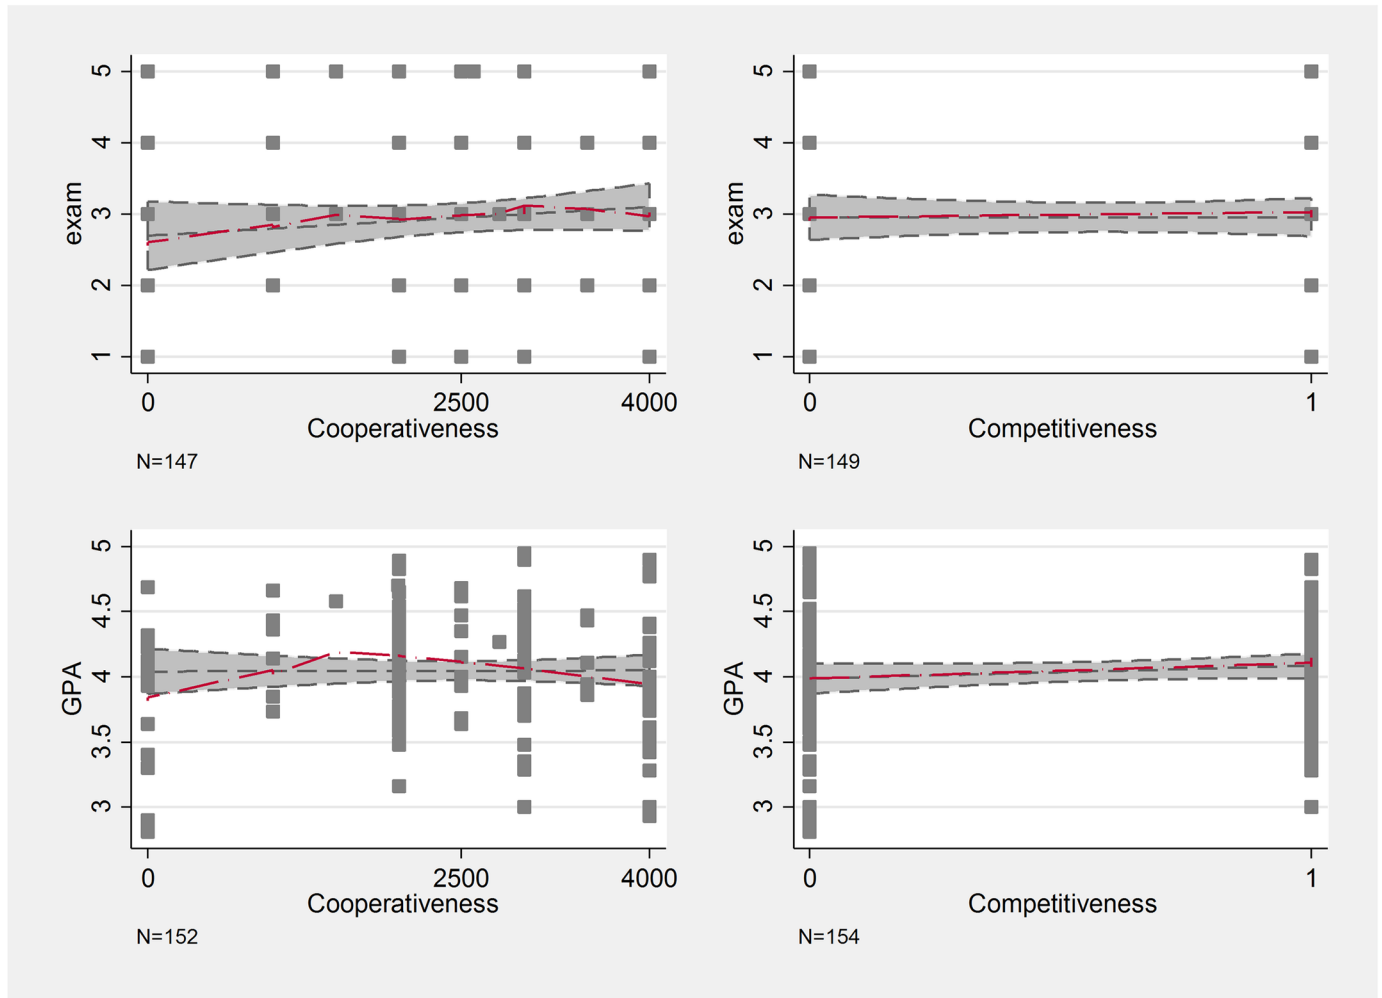 exam
5
4
3
2
1
0 2500 4000
Cooperativeness
N=147
exam
5
4
3
2
1
0 1
Competitiveness
N=149
GPA
5
4.5
4
3.5
3
0 2500 4000
Cooperativeness
N=152
GPA
5
4.5
4
3.5
3
0 1
Competitiveness
N=154